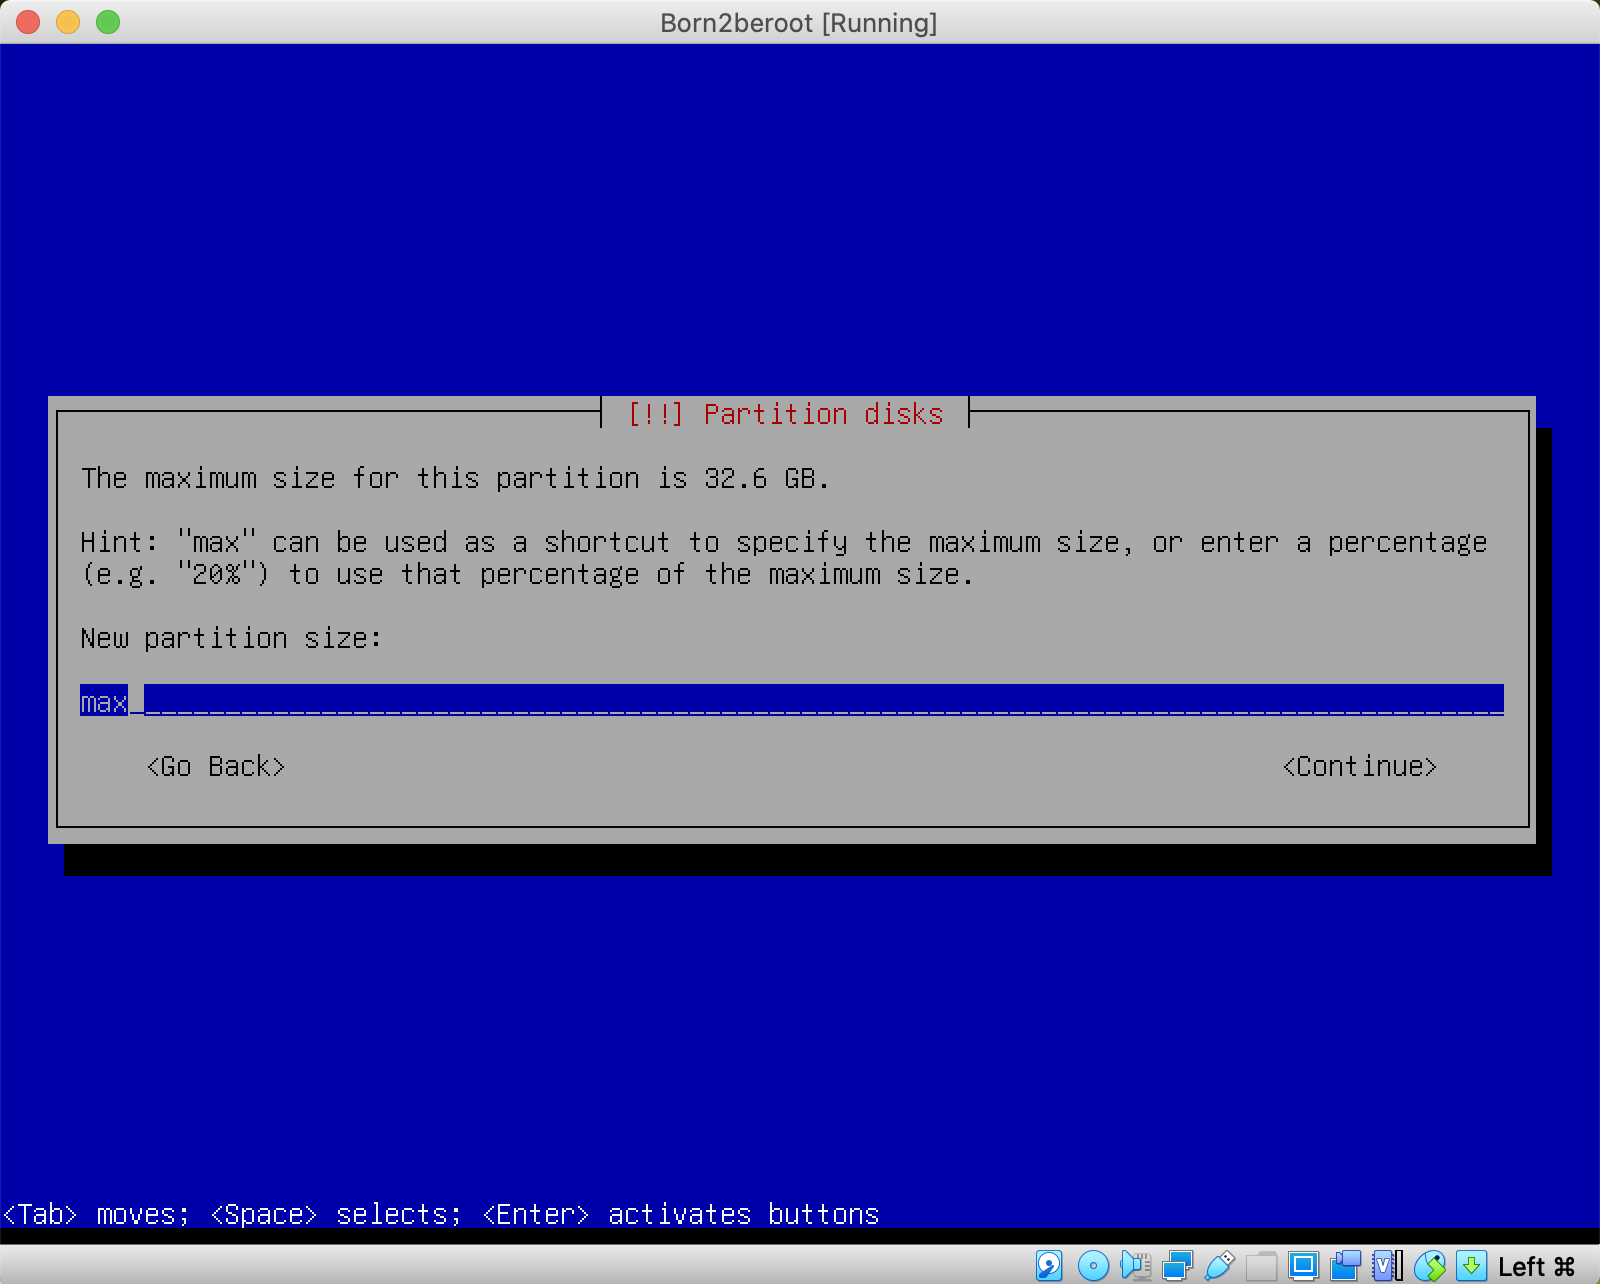 Born2beroot [Running]
[!!] Partition disks
The maximum size for this partition is 32.6 GB.
Hint: "max" can be used as a shortcut to specify the maximum size, or enter a percentage
(e.g. "20%") to use that percentage of the maximum size.
New partition size:
max
<Go Back> <Continue>
<Tab> moves; <Space> selects; <Enter> activates buttons
Left ⌘